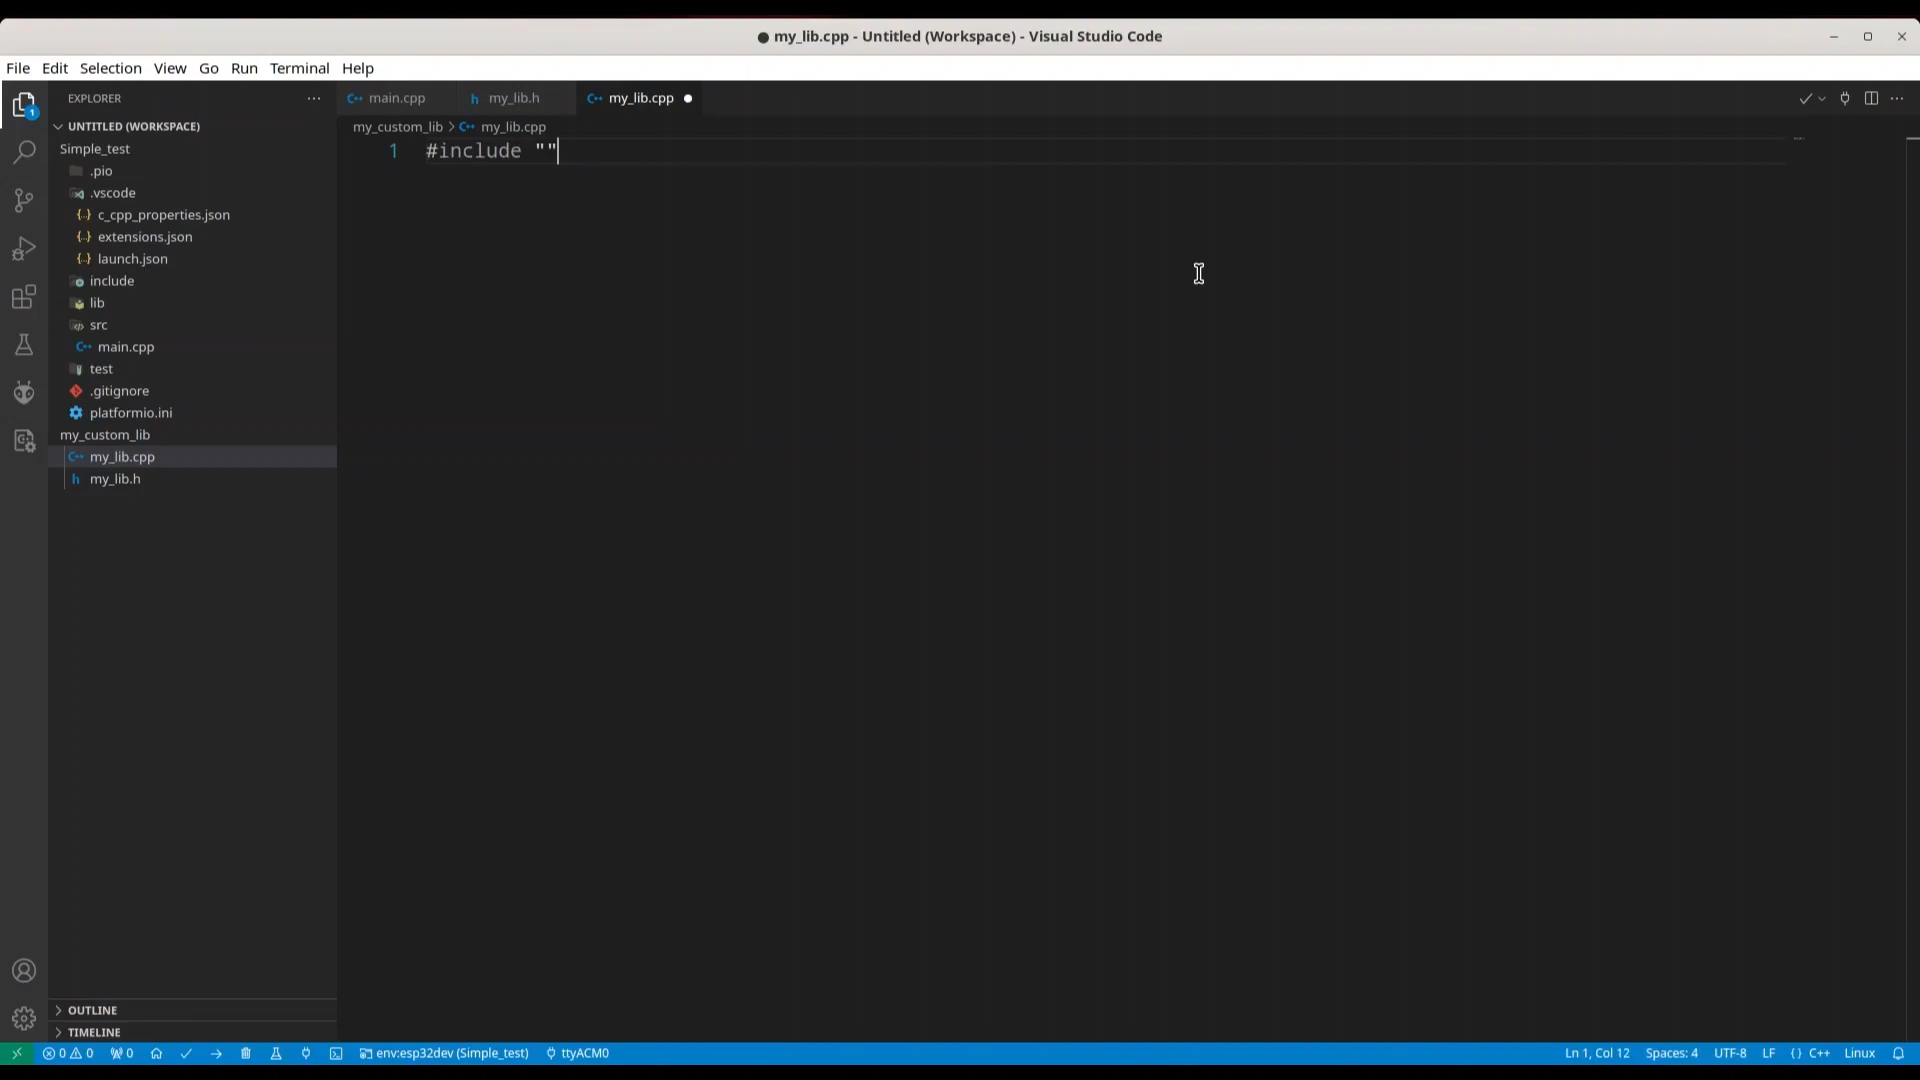 ● my_lib.cpp - Untitled (Workspace) - Visual Studio Code
File Edit Selection View Go Run Terminal Help
EXPLORER
main.cpp my_lib.h my_lib.cpp ●
1
UNTITLED (WORKSPACE)
my_custom_lib > my_lib.cpp
Simple_test
1 #include ""
.pio
.vscode
{..} c_cpp_properties.json
{..} extensions.json
{..} launch.json
include
lib
src
main.cpp
test
.gitignore
platformio.ini
my_custom_lib
my_lib.cpp
h my_lib.h
OUTLINE
TIMELINE
0 0 0 env:esp32dev (Simple_test) ttyACM0 Ln 1, Col 12 Spaces: 4 UTF-8 LF {} C++ Linux